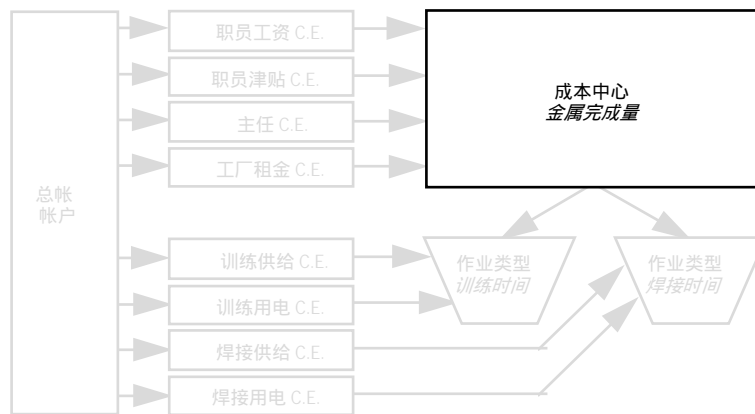 职员工资 C.E.
职员津贴 C.E.
主任 C.E.
工厂租金 C.E.
成本中心
金属完成量
总帐
帐户
训练供给 C.E.
训练用电 C.E.
焊接供给 C.E.
焊接用电 C.E.
作业类型
训练时间
作业类型
焊接时间